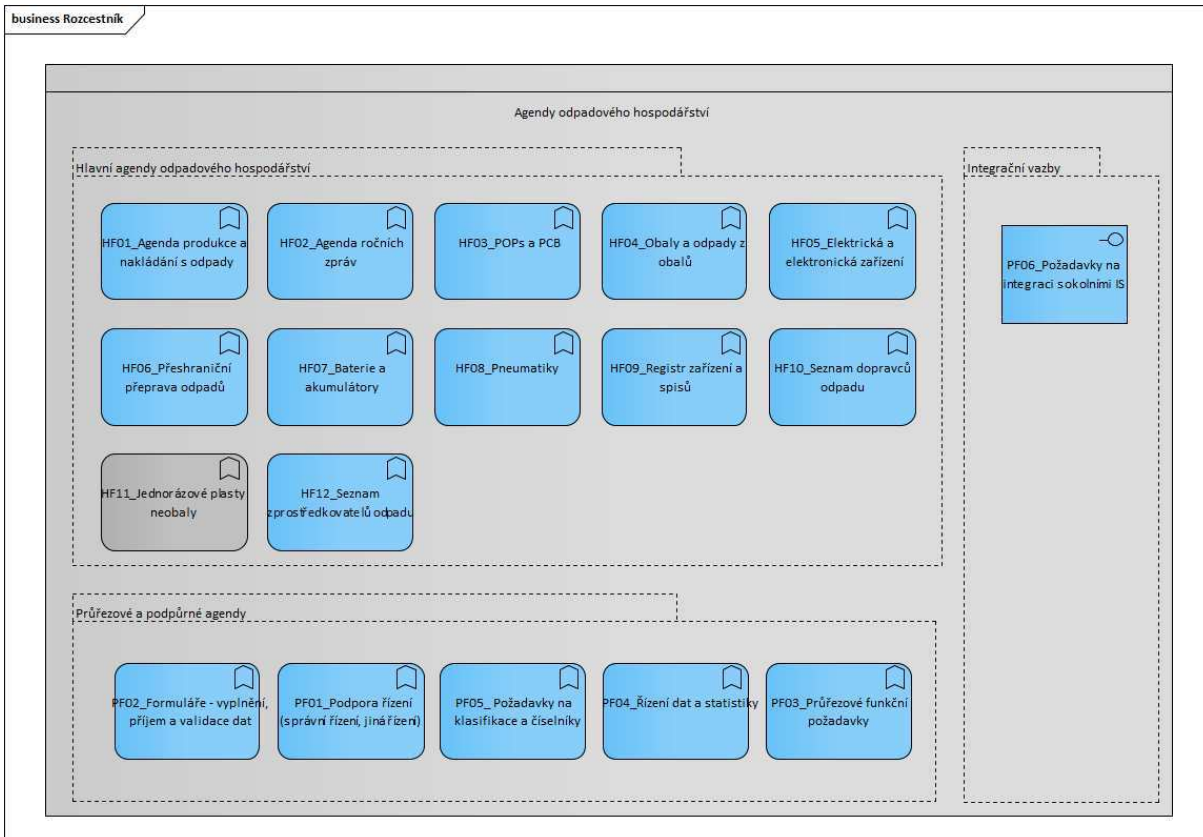 business Rozcestník
Agendy odpadového hospodářství
Hlavní agendy odpadového hospodářství
HF01_Agenda produkce a
nakládání s odpady
HF02_Agenda ročních
zpráv
HF03_POPs a PCB
HF04_Obaly a odpady z
obalů
HF05_Elektrická a
elektronická zařízení
HF06_Přeshraniční
přeprava odpadů
HF07_Baterie a
akumulátory
HF08_Pneumatiky
HF09_Registr zařízení a
spisů
HF10_Seznam dopravců
odpadu
HF11_Jednorázové plasty
neobaly
HF12_Seznam
zprostředkovatelů odpadu
Integrační vazby
PF06_Požadavky na
integraci s okolními IS
Průřezové a podpůrné agendy
PF02_Formuláře - vyplnění,
příjem a validace dat
PF01_Podpora řízení
(správní řízení, jiná řízení)
PF05_ Požadavky na
klasifikace a číselníky
PF04_Řízení dat a statistiky
PF03_Průřezové funkční
požadavky